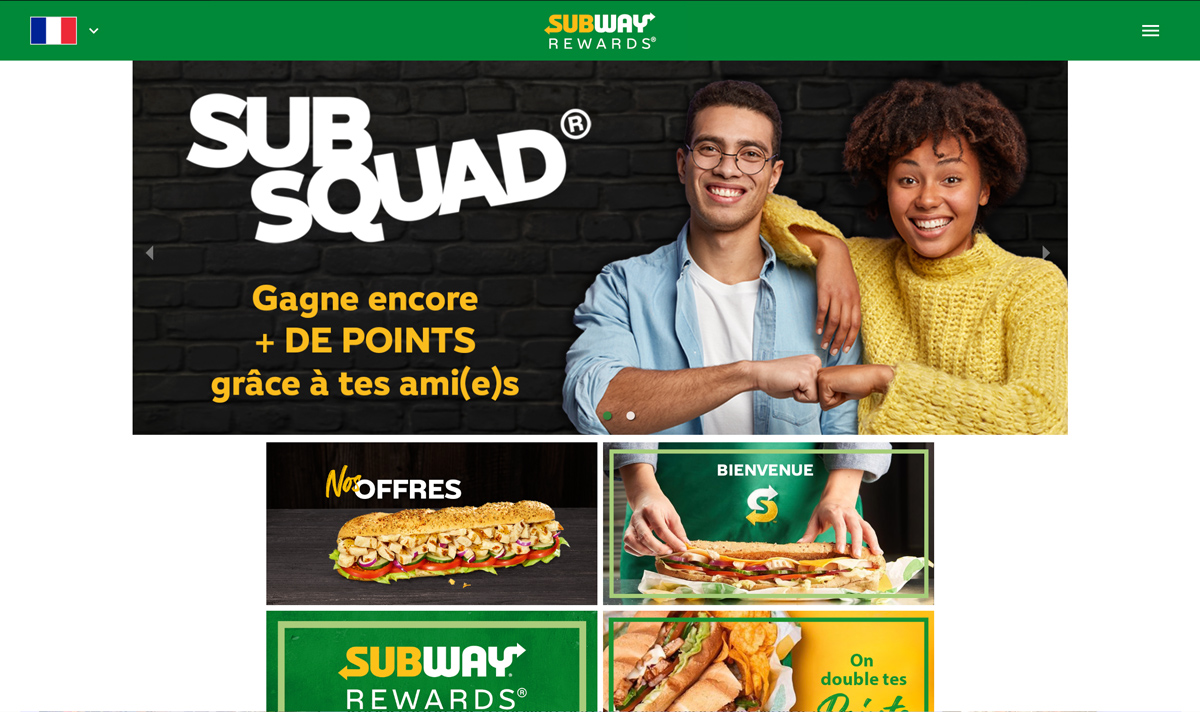 SUBWAY
REWARDS®
SUB
SQUAD®
Gagne encore
+ DE POINTS
grâce à tes ami(e)s
Nos OFFRES
BIENVENUE
SUBWAY
REWARDS®
On
double tes
Points